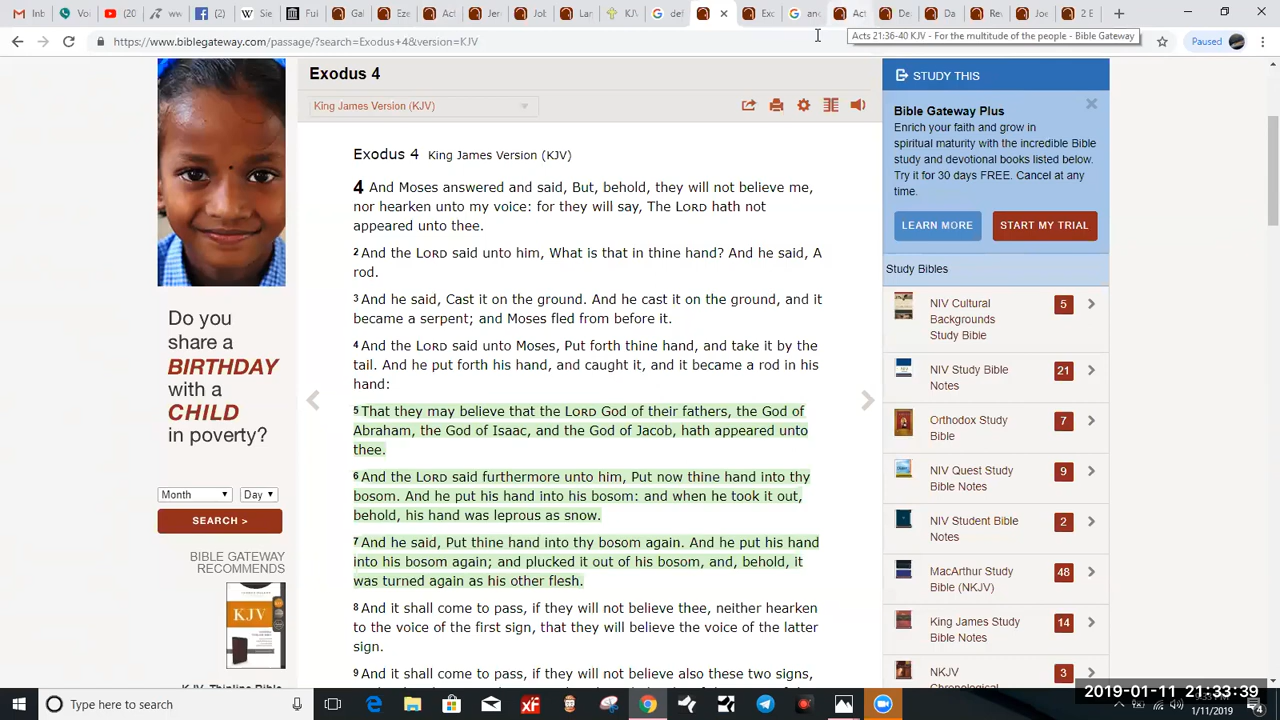 Ful
Gal
Eze
Act
Jer
Jol
Lar
KJV
def
Exo
and
Act
Ror
Joe
2 E
https://www.biblegateway.com/passage/?search=Exodus+4&version=KJV
Acts 21:36-40 KJV - For the multitude of the people - Bible Gateway
Paused
Exodus 4
King James Version (KJV)
Exodus 4 King James Version (KJV)
4 And Moses answered and said, But, behold, they will not believe me,
nor hearken unto my voice: for they will say, The LORD hath not
appeared unto thee.
2 And the LORD said unto him, What is that in thine hand? And he said, A
rod.
3 And he said, Cast it on the ground. And he cast it on the ground, and it
became a serpent; and Moses fled from before it.
4 And the LORD said unto Moses, Put forth thine hand, and take it by the
tail. And he put forth his hand, and caught it, and it became a rod in his
hand:
5 That they may believe that the LORD God of their fathers, the God of
Abraham, the God of Isaac, and the God of Jacob, hath appeared unto
thee.
6 And the LORD said furthermore unto him, Put now thine hand into thy
bosom. And he put his hand into his bosom: and when he took it out,
behold, his hand was leprous as snow.
7 And he said, Put thine hand into thy bosom again. And he put his hand
into his bosom again; and plucked it out of his bosom, and, behold, it
was turned again as his other flesh.
8 And it shall come to pass, if they will not believe thee, neither hearken
to the voice of the first sign, that they will believe the voice of the latter
sign.
9 And it shall come to pass, if they will not believe also these two signs,
Do you
share a
BIRTHDAY
with a
CHILD
in poverty?
Month
Day
SEARCH >
BIBLE GATEWAY
RECOMMENDS
KJV
KJV, Thinline Bible
STUDY THIS
Bible Gateway Plus
Enrich your faith and grow in
spiritual maturity with the incredible Bible
study and devotional books listed below.
Try it for 30 days FREE. Cancel at any
time.
LEARN MORE
START MY TRIAL
Study Bibles
NIV Cultural
Backgrounds
Study Bible
5
NIV Study Bible
Notes
21
Orthodox Study
Bible
7
NIV Quest Study
Bible Notes
9
NIV Student Bible
Notes
2
MacArthur Study
Bible (NKJV)
48
King James Study
Bible Notes
14
NKJV
Chronological
3
2019-01-11 21:33:39
Type here to search
1/11/2019
4